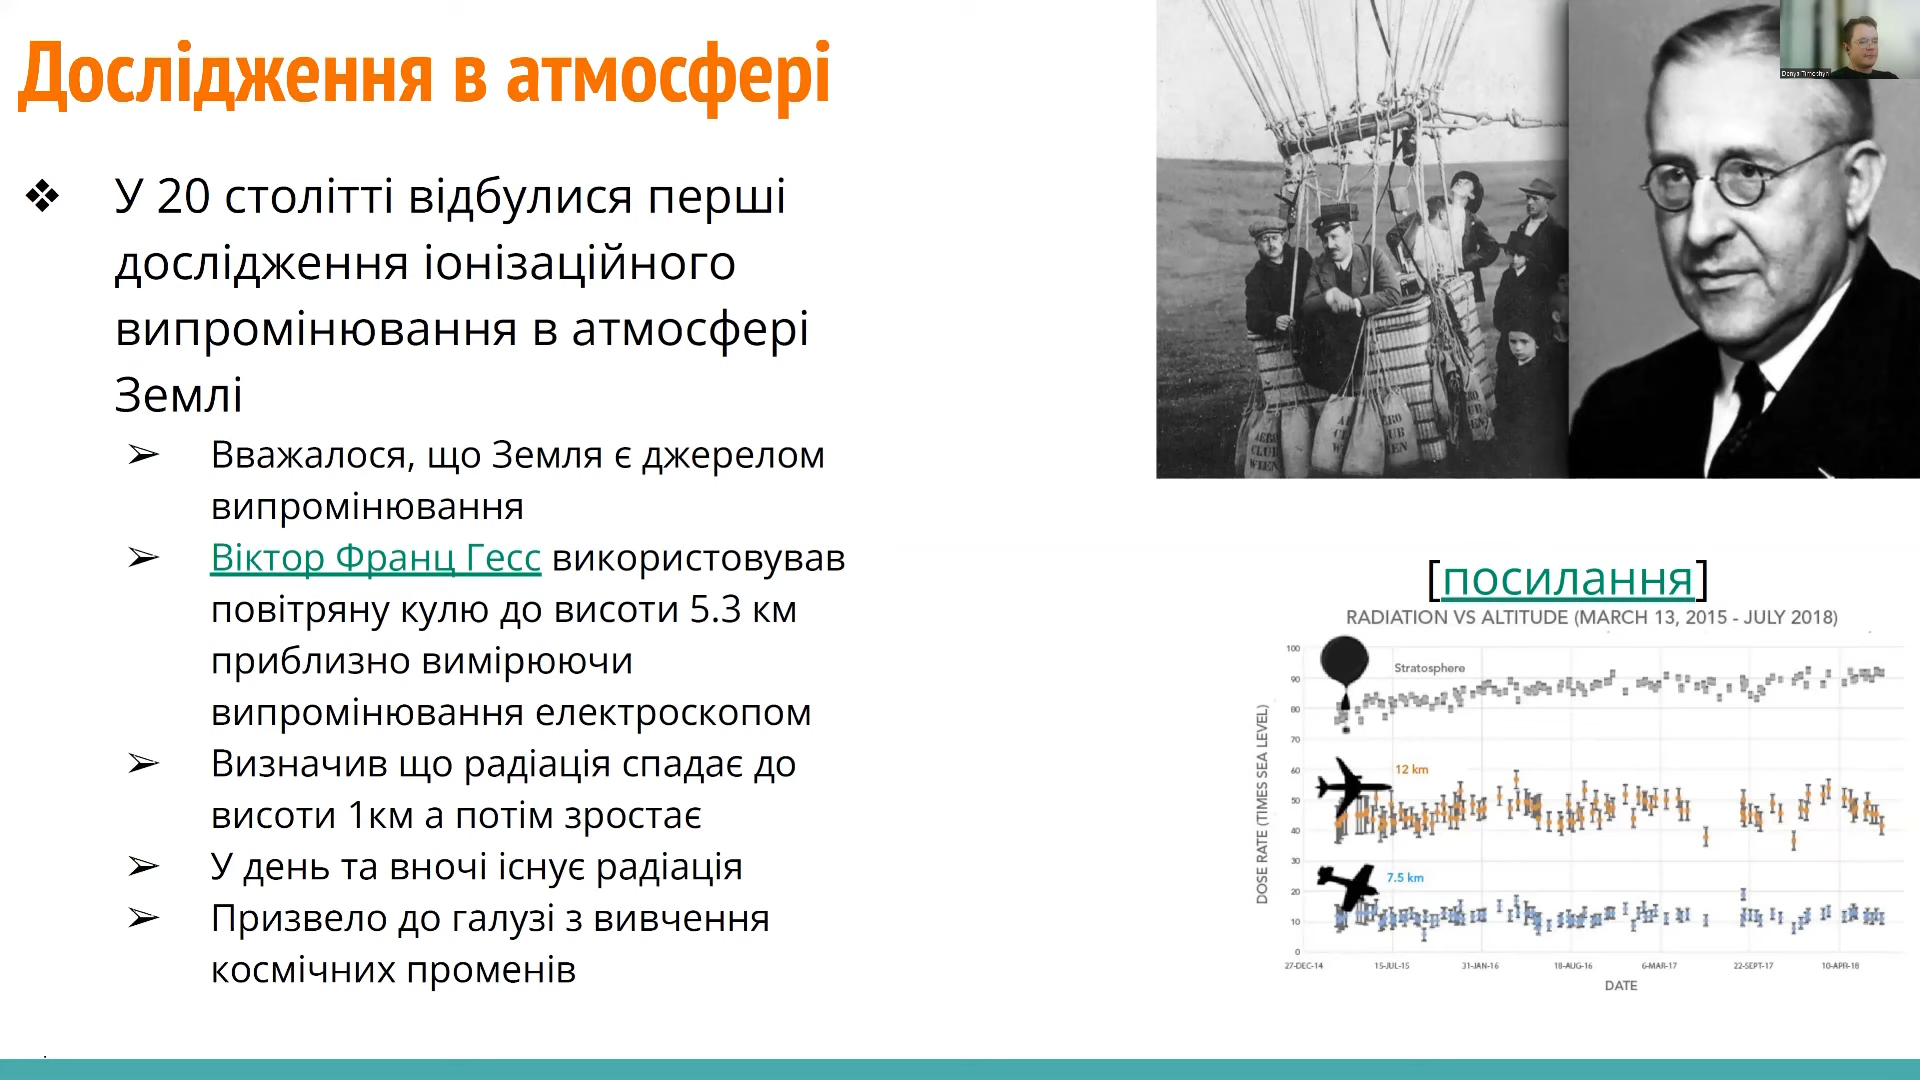 Дослідження в атмосфері
❖ У 20 столітті відбулися перші
дослідження іонізаційного
випромінювання в атмосфері
Землі
➢ Вважалося, що Земля є джерелом
випромінювання
➢ Віктор Франц Гесс використовував
повітряну кулю до висоти 5.3 км
приблизно вимірюючи
випромінювання електроскопом
➢ Визначив що радіація спадає до
висоти 1км а потім зростає
➢ У день та вночі існує радіація
➢ Призвело до галузі з вивчення
космічних променів
Denys Timoshyn
AERO
CLUB
WIEN
[посилання]
RADIATION VS ALTITUDE (MARCH 13, 2015 - JULY 2018)
DOSE RATE (TIMES SEA LEVEL)
100
90
80
70
60
50
40
30
20
10
0
Stratosphere
12 km
7.5 km
27-DEC-14 15-JUL-15 31-JAN-16 18-AUG-16 6-MAR-17 22-SEPT-17 10-APR-18
DATE